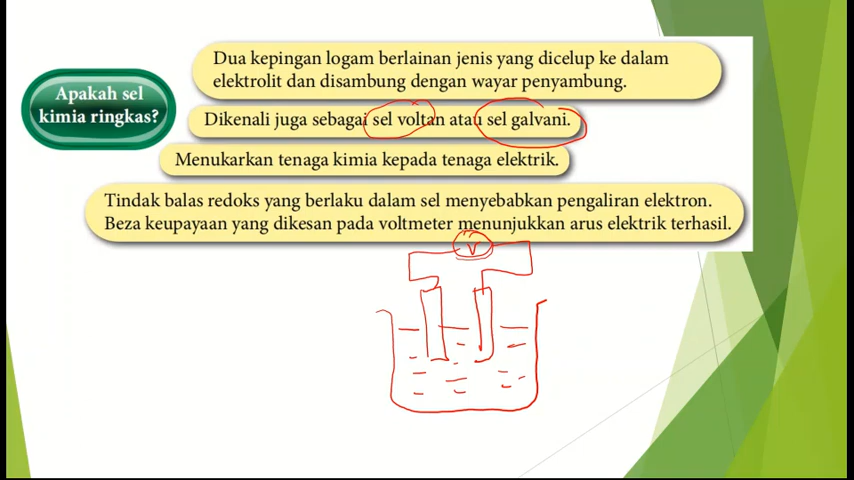 Apakah sel
kimia ringkas?
Dua kepingan logam berlainan jenis yang dicelup ke dalam
elektrolit dan disambung dengan wayar penyambung.
Dikenali juga sebagai sel voltan atau sel galvani.
Menukarkan tenaga kimia kepada tenaga elektrik.
Tindak balas redoks yang berlaku dalam sel menyebabkan pengaliran elektron.
Beza keupayaan yang dikesan pada voltmeter menunjukkan arus elektrik terhasil.
V